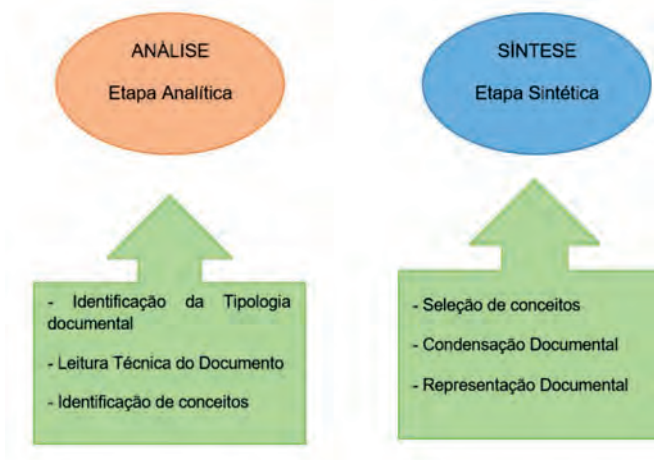 ANÁLISE
Etapa Analítica
- Identificação da Tipologia
documental
- Leitura Técnica do Documento
- Identificação de conceitos
SÍNTESE
Etapa Sintética
- Seleção de conceitos
- Condensação Documental
- Representação Documental